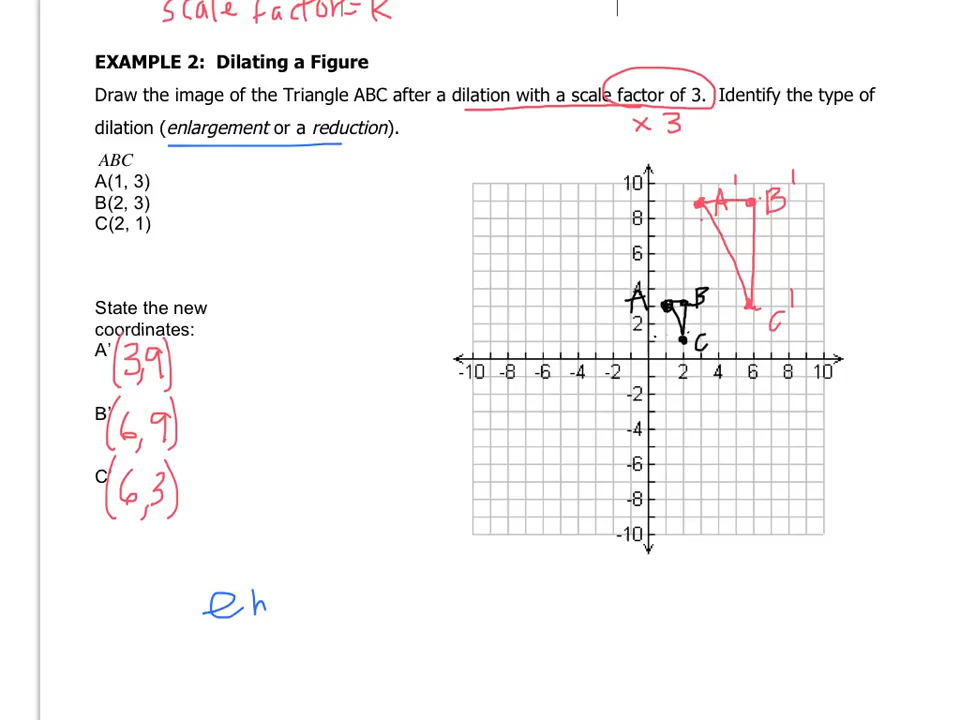 scale factor = K
EXAMPLE 2: Dilating a Figure
Draw the image of the Triangle ABC after a dilation with a scale factor of 3. Identify the type of
× 3
dilation (enlargement or a reduction).
ABC
A(1, 3)
B(2, 3)
C(2, 1)
State the new
coordinates:
A' (3,9)
B' (6,9)
C (6,3)
en
10 A' B'
8
6
4 A B
2 C C'
-10 -8 -6 -4 -2 2 4 6 8 10
-2
-4
-6
-8
-10